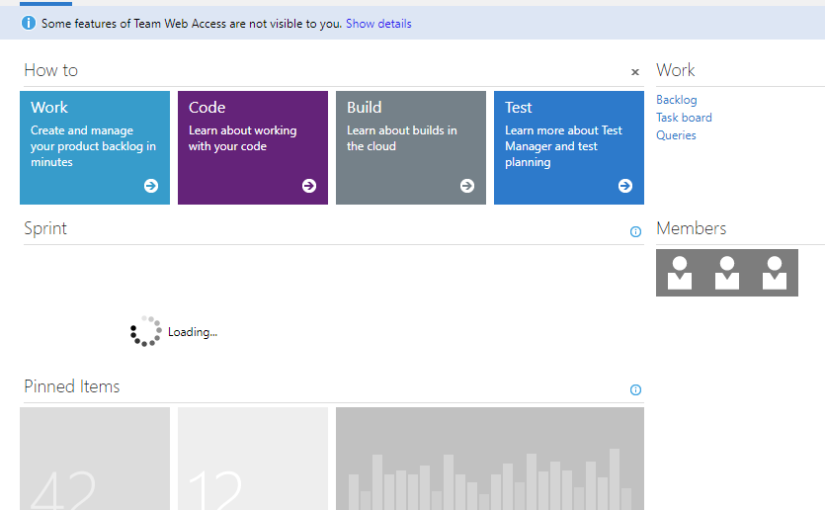 Some features of Team Web Access are not visible to you. Show details
How to
Work
Create and manage
your product backlog in
minutes
Code
Learn about working
with your code
Build
Learn about builds in
the cloud
Test
Learn more about Test
Manager and test
planning
Work
Backlog
Task board
Queries
Sprint
Loading...
Members
Pinned Items
42
12